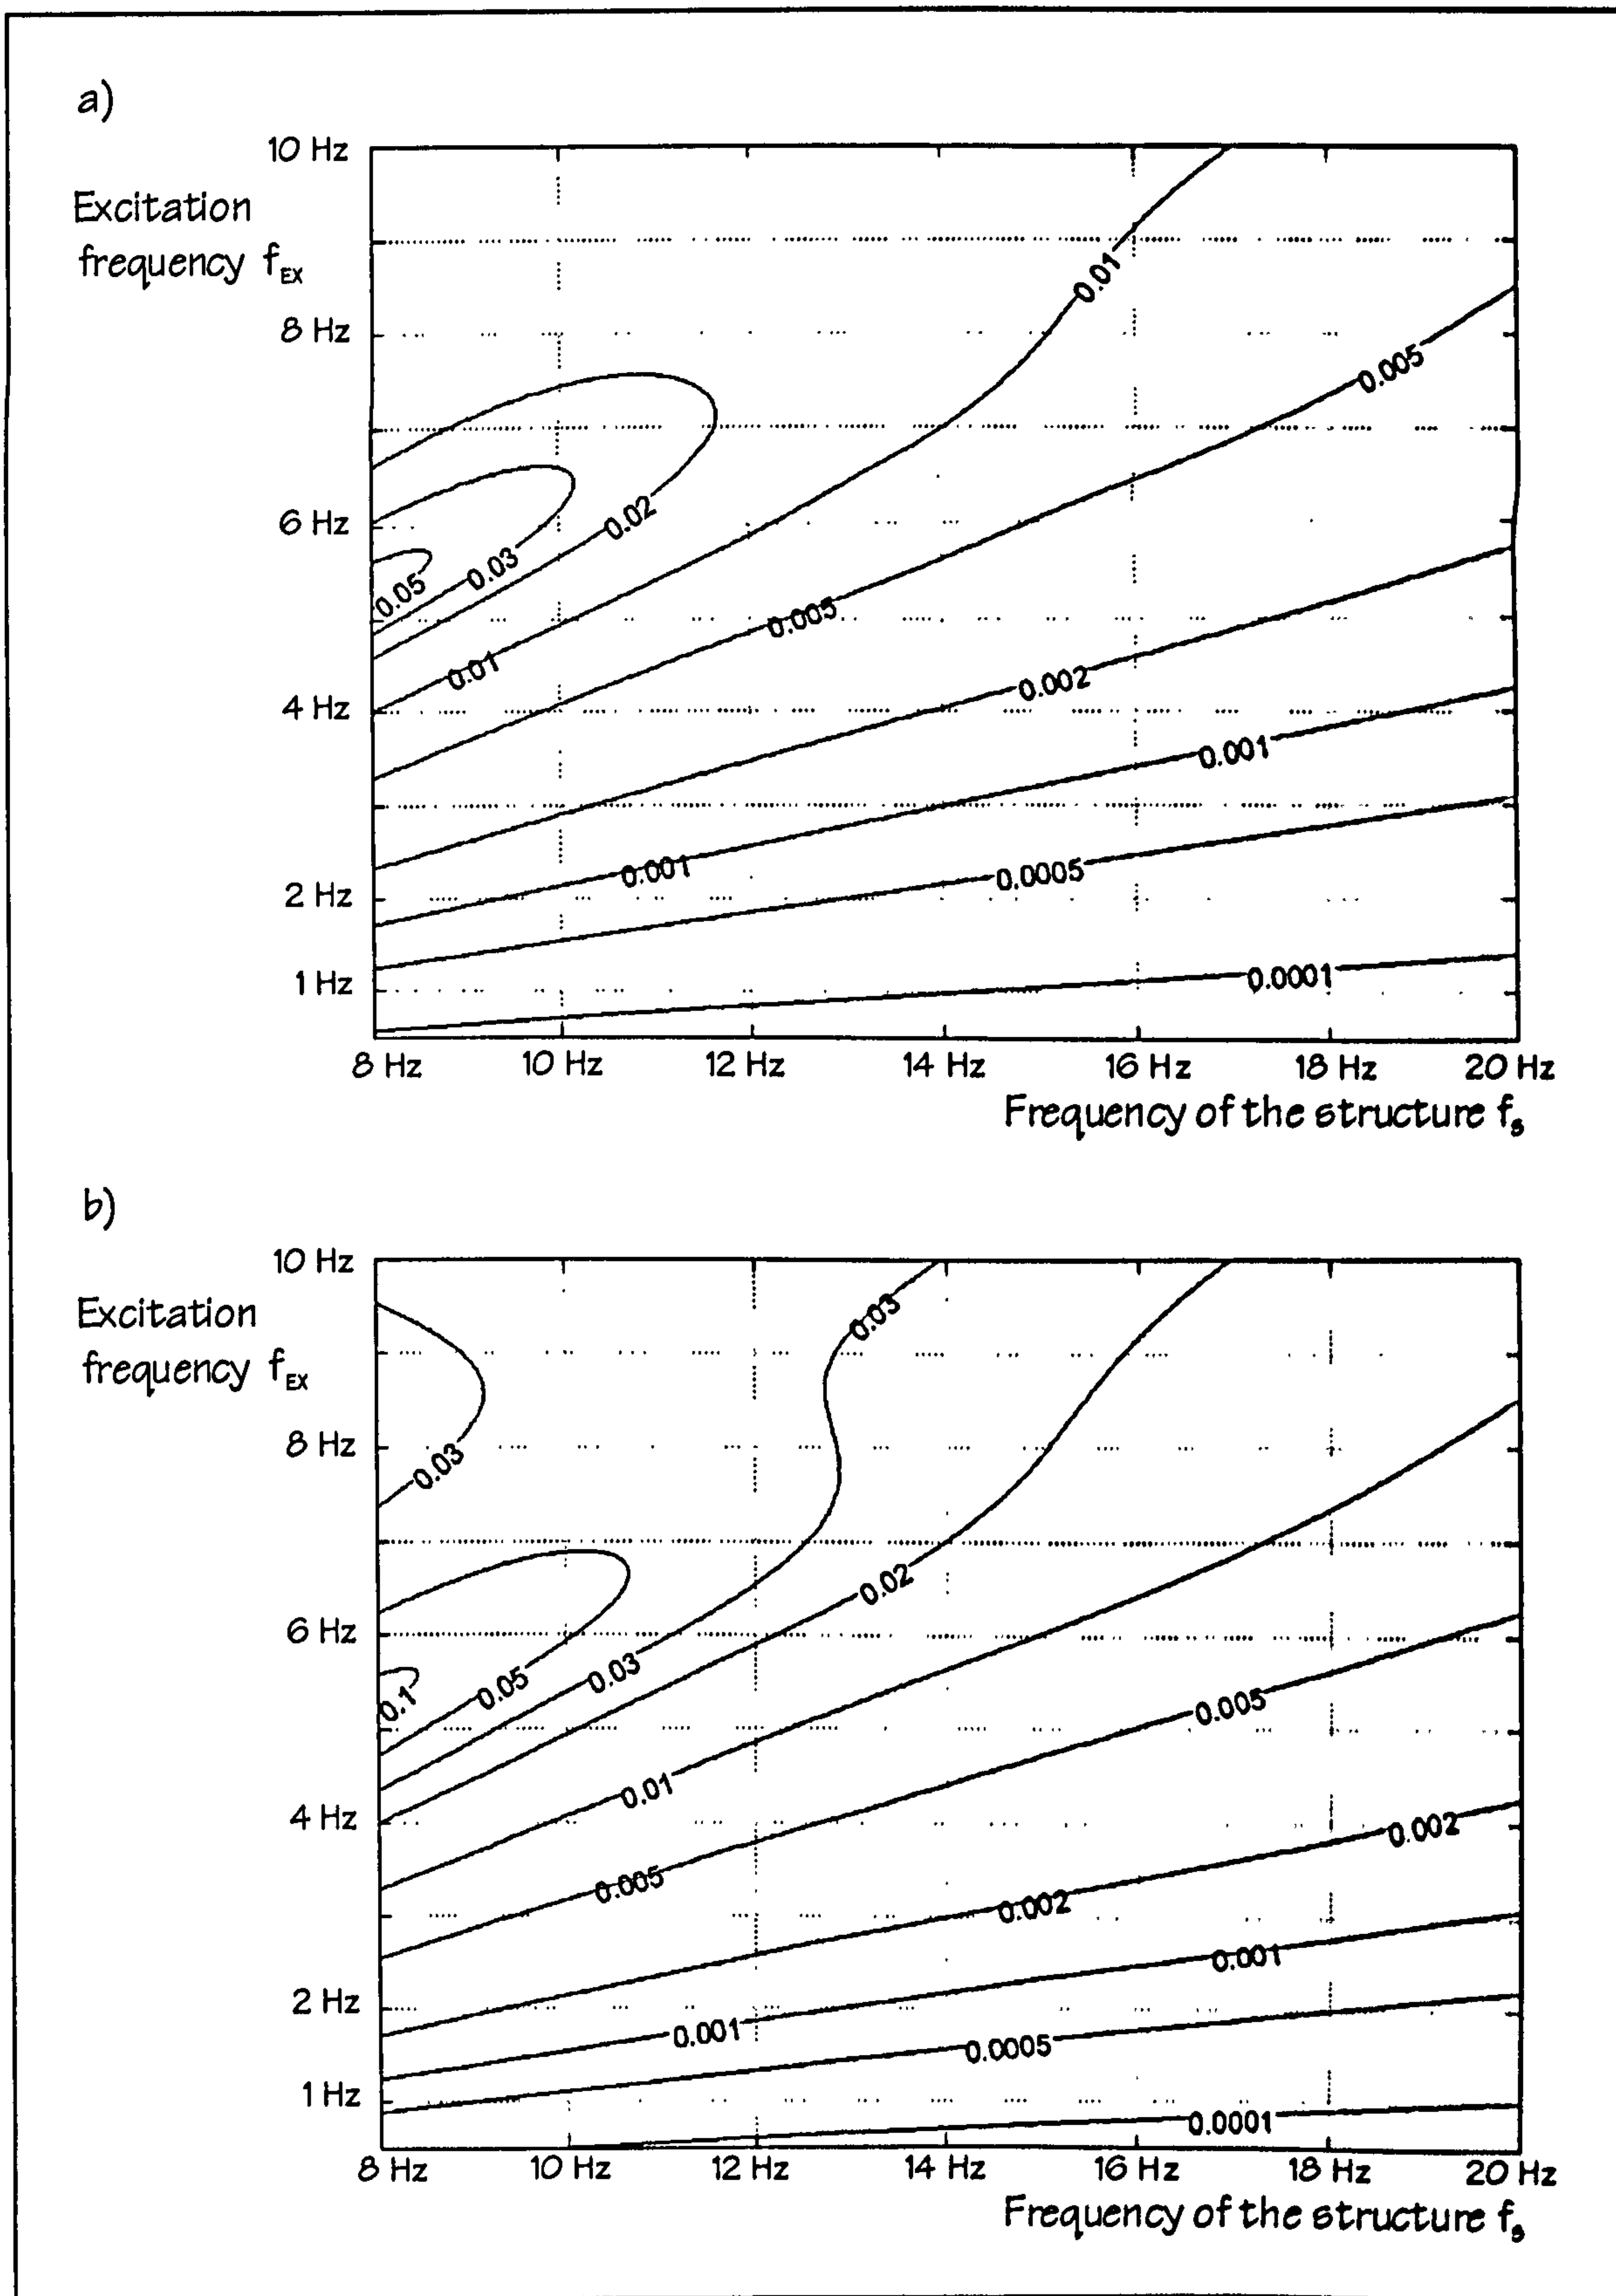 a)
10 Hz
Excitation
frequency f_EX
0.01
8 Hz
0.005
0.02
6 Hz
0.03
0.05
0.005
0.01
0.002
4 Hz
0.001
0.001
2 Hz
0.0005
1 Hz
0.0001
8 Hz 10 Hz 12 Hz 14 Hz 16 Hz 18 Hz 20 Hz
Frequency of the structure f_s
b)
10 Hz
Excitation
frequency f_EX
0.03
8 Hz
0.03
0.02
6 Hz
0.03
0.05
0.1
0.005
0.01
4 Hz
0.002
0.005
0.002
0.001
2 Hz
0.001
0.0005
1 Hz
0.0001
8 Hz 10 Hz 12 Hz 14 Hz 16 Hz 18 Hz 20 Hz
Frequency of the structure f_s